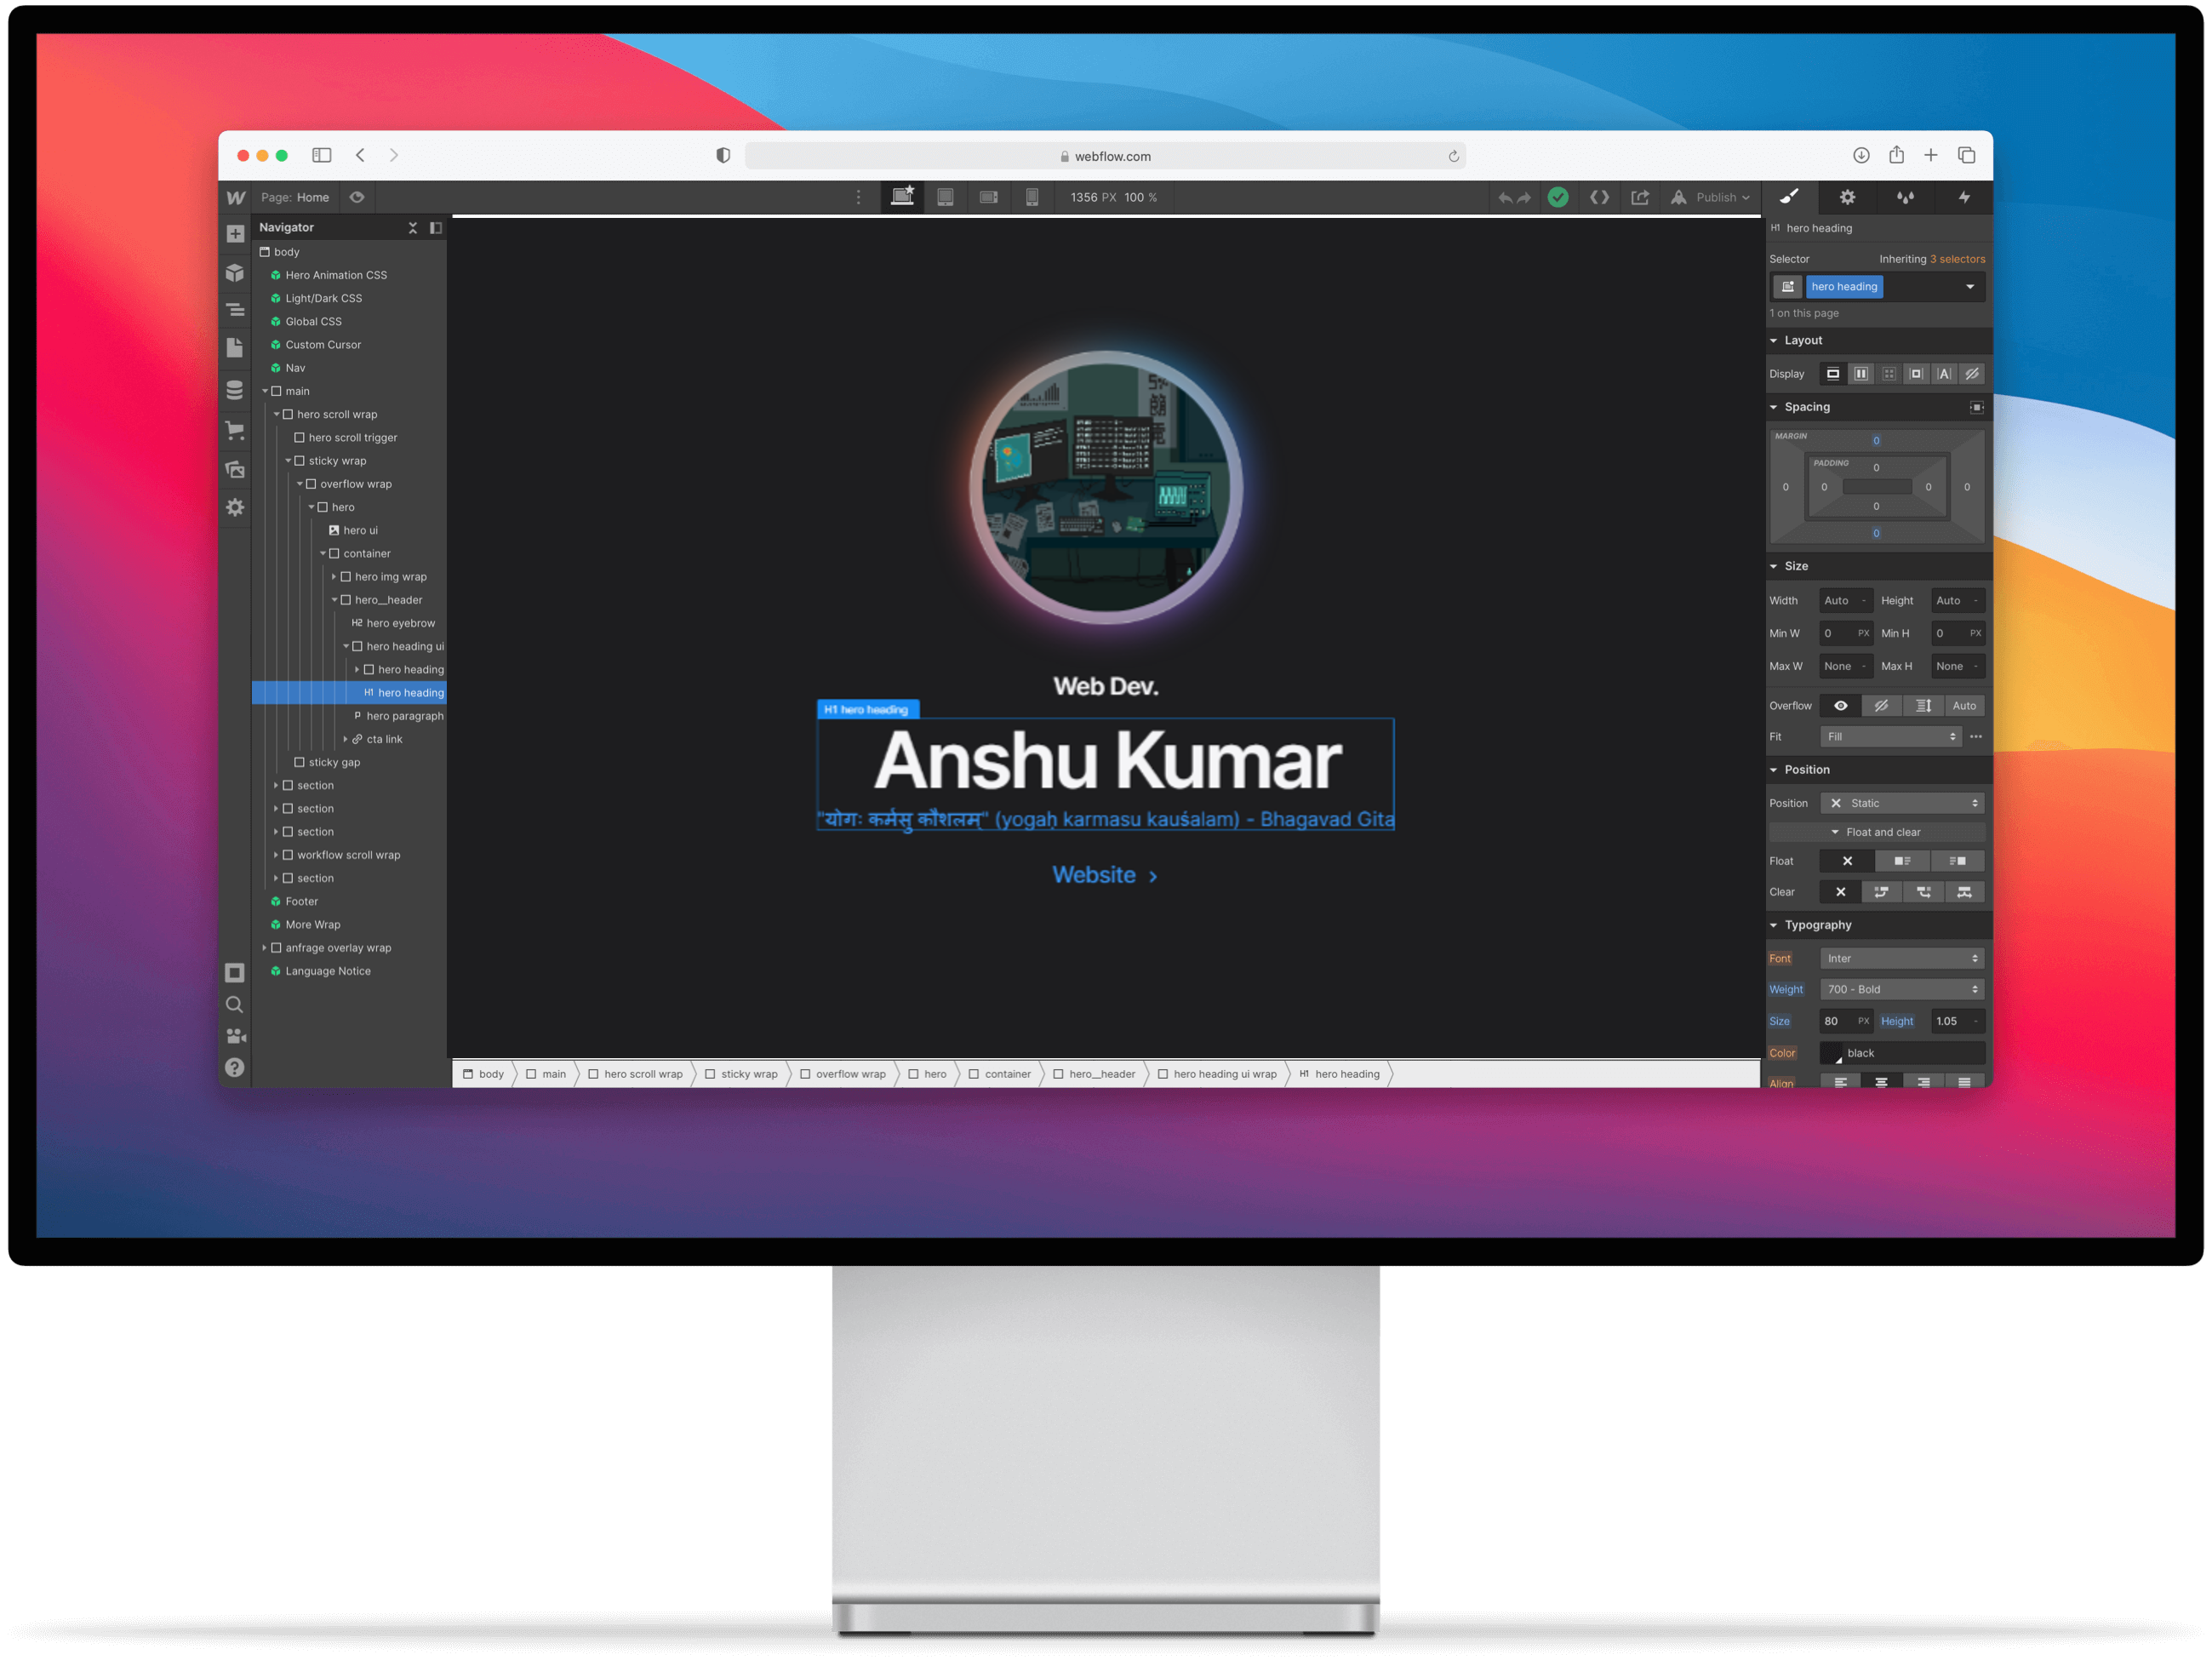 webflow.com
W Page: Home 1356 PX 100 % Publish
Navigator
body
Hero Animation CSS
Light/Dark CSS
Global CSS
Custom Cursor
Nav
main
hero scroll wrap
hero scroll trigger
sticky wrap
overflow wrap
hero
hero ui
container
hero img wrap
hero__header
H2 hero eyebrow
hero heading ui
hero heading
H1 hero heading
P hero paragraph
cta link
sticky gap
section
section
section
workflow scroll wrap
section
Footer
More Wrap
anfrage overlay wrap
Language Notice
Web Dev.
H1 hero heading
Anshu Kumar
"योगः कर्मसु कौशलम्" (yogaḥ karmasu kauśalam) - Bhagavad Gita
Website >
body main hero scroll wrap sticky wrap overflow wrap hero container hero__header hero heading ui wrap H1 hero heading
H1 hero heading
Selector Inheriting 3 selectors
hero heading
1 on this page
Layout
Display
Spacing
MARGIN 0
PADDING 0
0 0 0 0
0
0
Size
Width Auto - Height Auto -
Min W 0 PX Min H 0 PX
Max W None - Max H None -
Overflow Auto
Fit Fill
Position
Position Static
Float and clear
Float
Clear
Typography
Font Inter
Weight 700 - Bold
Size 80 PX Height 1.05 -
Color black
Align